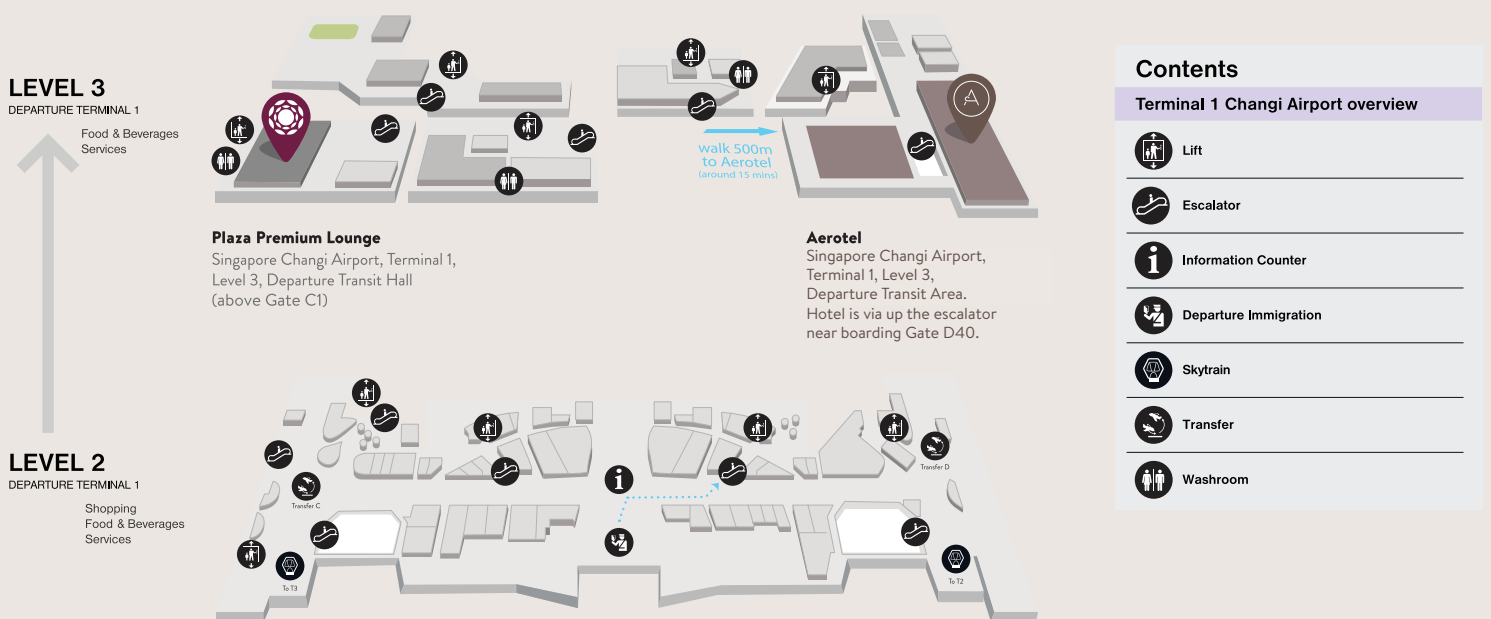 LEVEL 3
DEPARTURE TERMINAL 1
Food & Beverages
Services
walk 500m
to Aerotel
(around 15 mins)
Plaza Premium Lounge
Singapore Changi Airport, Terminal 1,
Level 3, Departure Transit Hall
(above Gate C1)
Aerotel
Singapore Changi Airport,
Terminal 1, Level 3,
Departure Transit Area.
Hotel is via up the escalator
near boarding Gate D40.
LEVEL 2
DEPARTURE TERMINAL 1
Shopping
Food & Beverages
Services
Transfer C
Transfer D
To T3
To T2
Contents
Terminal 1 Changi Airport overview
Lift
Escalator
Information Counter
Departure Immigration
Skytrain
Transfer
Washroom